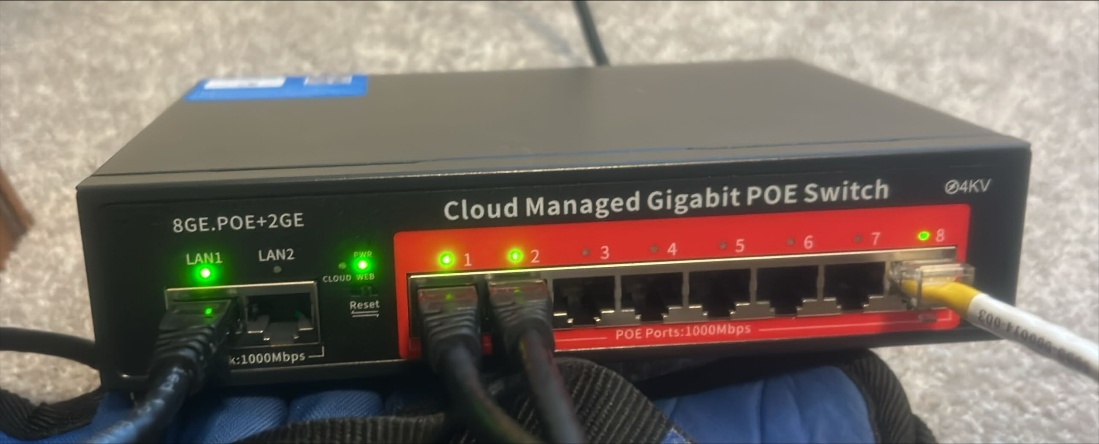 Cloud Managed Gigabit POE Switch
4KV
8GE.POE+2GE
LAN1
LAN2
PWR
CLOUD WEB
Reset
k:1000Mbps
1 2 3 4 5 6 7 8
POE Ports:1000Mbps